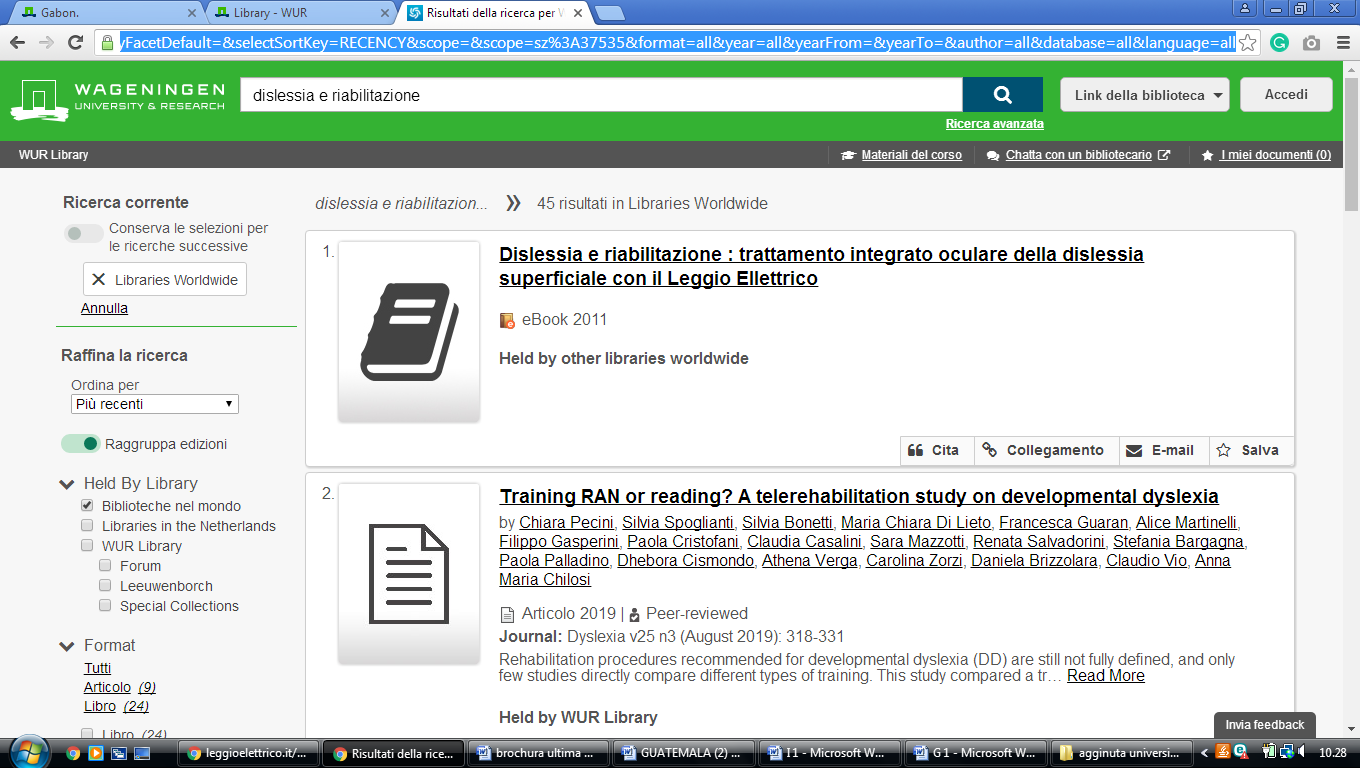 Gabon.
Library - WUR
Risultati della ricerca per W
yFacetDefault=&selectSortKey=RECENCY&scope=&scope=sz%3A37535&format=all&year=all&yearFrom=&yearTo=&author=all&database=all&language=all
WAGENINGEN
UNIVERSITY & RESEARCH
dislessia e riabilitazione
Link della biblioteca
Accedi
Ricerca avanzata
WUR Library
Materiali del corso
Chatta con un bibliotecario
I miei documenti (0)
Ricerca corrente
Conserva le selezioni per
le ricerche successive
Libraries Worldwide
Annulla
Raffina la ricerca
Ordina per
Più recenti
Raggruppa edizioni
Held By Library
Biblioteche nel mondo
Libraries in the Netherlands
WUR Library
Forum
Leeuwenborch
Special Collections
Format
Tutti
Articolo (9)
Libro (24)
Libro (24)
dislessia e riabilitazion... » 45 risultati in Libraries Worldwide
1.
Dislessia e riabilitazione : trattamento integrato oculare della dislessia
superficiale con il Leggio Ellettrico
eBook 2011
Held by other libraries worldwide
Cita
Collegamento
E-mail
Salva
2.
Training RAN or reading? A telerehabilitation study on developmental dyslexia
by Chiara Pecini, Silvia Spoglianti, Silvia Bonetti, Maria Chiara Di Lieto, Francesca Guaran, Alice Martinelli,
Filippo Gasperini, Paola Cristofani, Claudia Casalini, Sara Mazzotti, Renata Salvadorini, Stefania Bargagna,
Paola Palladino, Dhebora Cismondo, Athena Verga, Carolina Zorzi, Daniela Brizzolara, Claudio Vio, Anna
Maria Chilosi
Articolo 2019 | Peer-reviewed
Journal: Dyslexia v25 n3 (August 2019): 318-331
Rehabilitation procedures recommended for developmental dyslexia (DD) are still not fully defined, and only
few studies directly compare different types of training. This study compared a tr… Read More
Held by WUR Library
Invia feedback
leggioelettrico.it/
Risultati della rice...
brochura ultima ...
GUATEMALA (2) ...
I 1 - Microsoft W...
G 1 - Microsoft W...
agginuta universi...
10.28